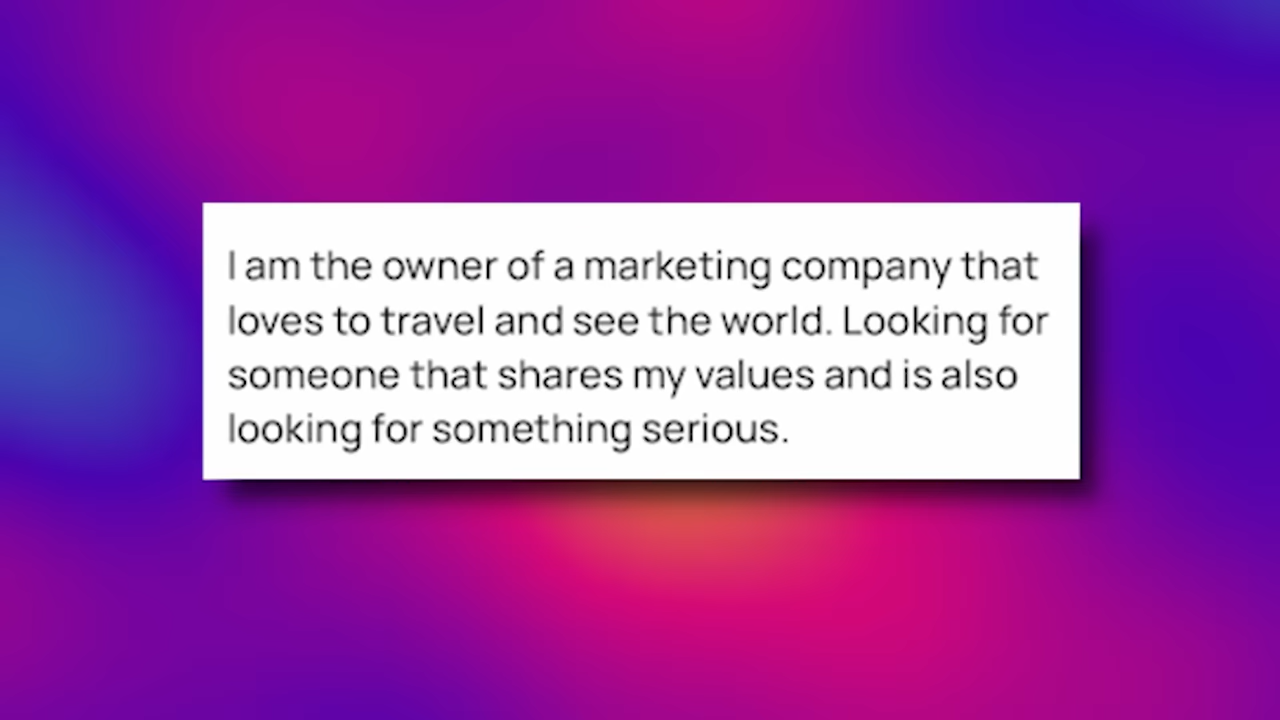 I am the owner of a marketing company that
loves to travel and see the world. Looking for
someone that shares my values and is also
looking for something serious.